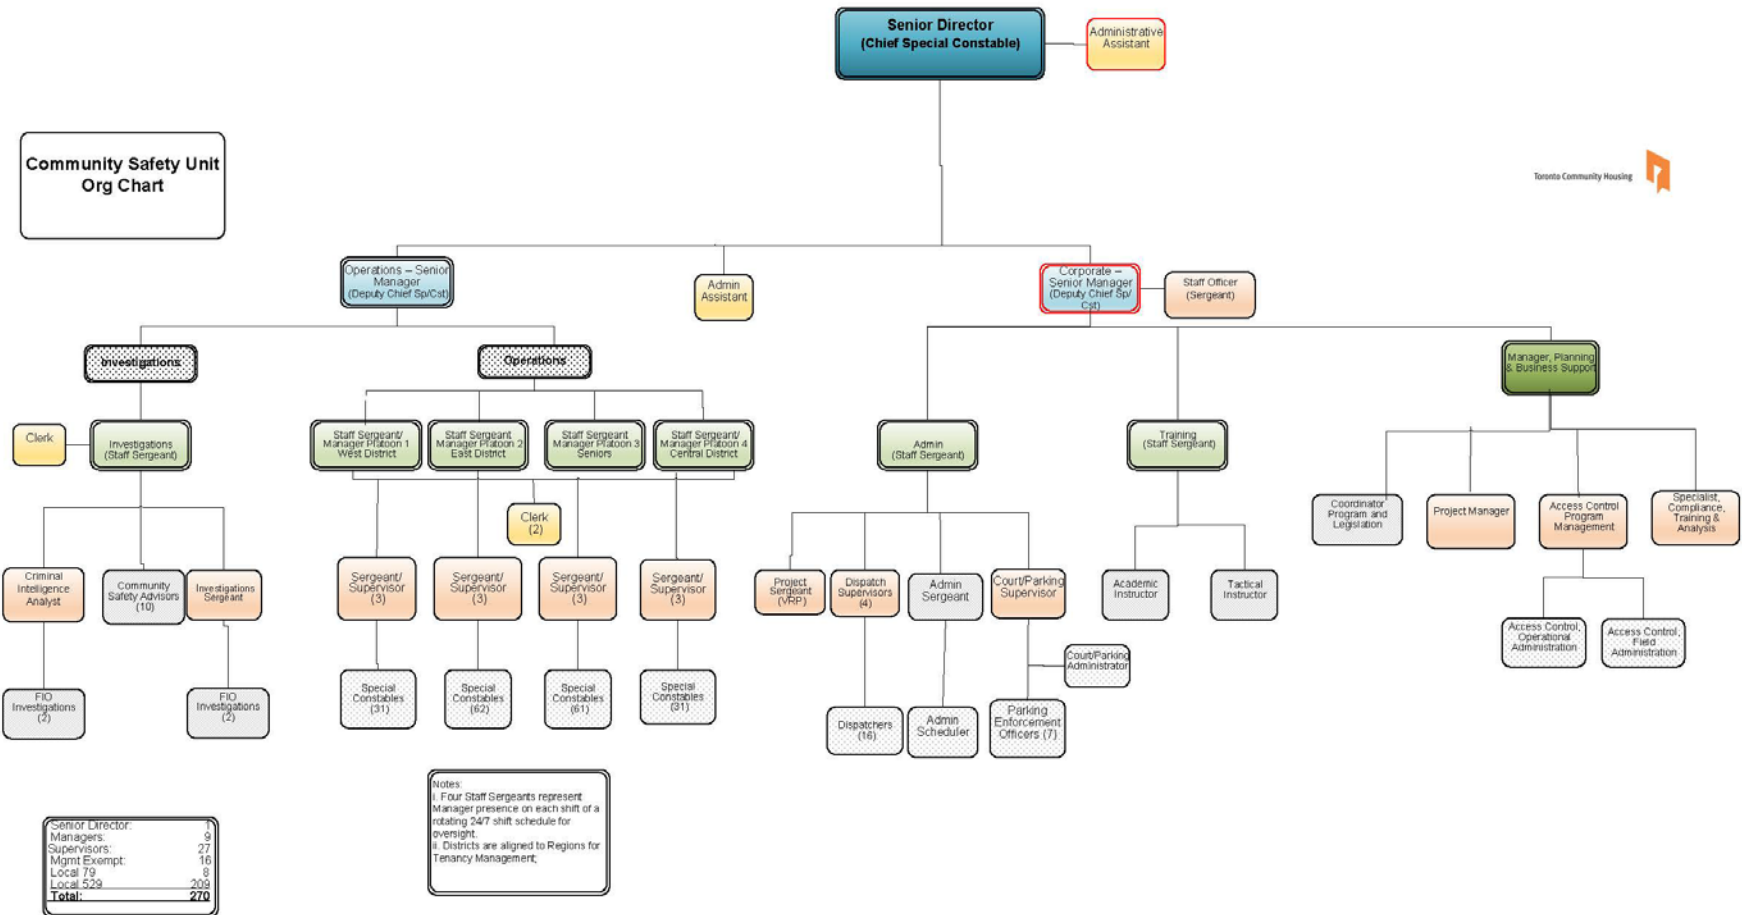 Senior Director
(Chief Special Constable)
Administrative
Assistant
Community Safety Unit
Org Chart
Toronto Community Housing
Operations – Senior
Manager
(Deputy Chief Sp/Cst)
Admin
Assistant
Corporate –
Senior Manager
(Deputy Chief Sp/
Cst)
Staff Officer
(Sergeant)
Investigations
Operations
Manager, Planning
& Business Support
Clerk
Investigations
(Staff Sergeant)
Staff Sergeant/
Manager Platoon 1
West District
Staff Sergeant
Manager Platoon 2
East District
Staff Sergeant
Manager Platoon 3
Seniors
Staff Sergeant/
Manager Platoon 4
Central District
Admin
(Staff Sergeant)
Training
(Staff Sergeant)
Clerk
(2)
Coordinator
Program and
Legislation
Project Manager
Access Control
Program
Management
Specialist,
Compliance,
Training &
Analysis
Criminal
Intelligence
Analyst
Community
Safety Advisors
(10)
Investigations
Sergeant
Sergeant/
Supervisor
(3)
Sergeant/
Supervisor
(3)
Sergeant/
Supervisor
(3)
Sergeant/
Supervisor
(3)
Project
Sergeant
(VRP)
Dispatch
Supervisors
(4)
Admin
Sergeant
Court/Parking
Supervisor
Academic
Instructor
Tactical
Instructor
Access Control,
Operational
Administration
Access Control,
Field
Administration
Court/Parking
Administrator
FIO
Investigations
(2)
FIO
Investigations
(2)
Special
Constables
(31)
Special
Constables
(62)
Special
Constables
(61)
Special
Constables
(31)
Dispatchers
(16)
Admin
Scheduler
Parking
Enforcement
Officers (7)
Notes:
i. Four Staff Sergeants represent
Manager presence on each shift of a
rotating 24/7 shift schedule for
oversight.
ii. Districts are aligned to Regions for
Tenancy Management;
Senior Director: 1
Managers: 9
Supervisors: 27
Mgmt Exempt: 16
Local 79 8
Local 529 209
Total: 270